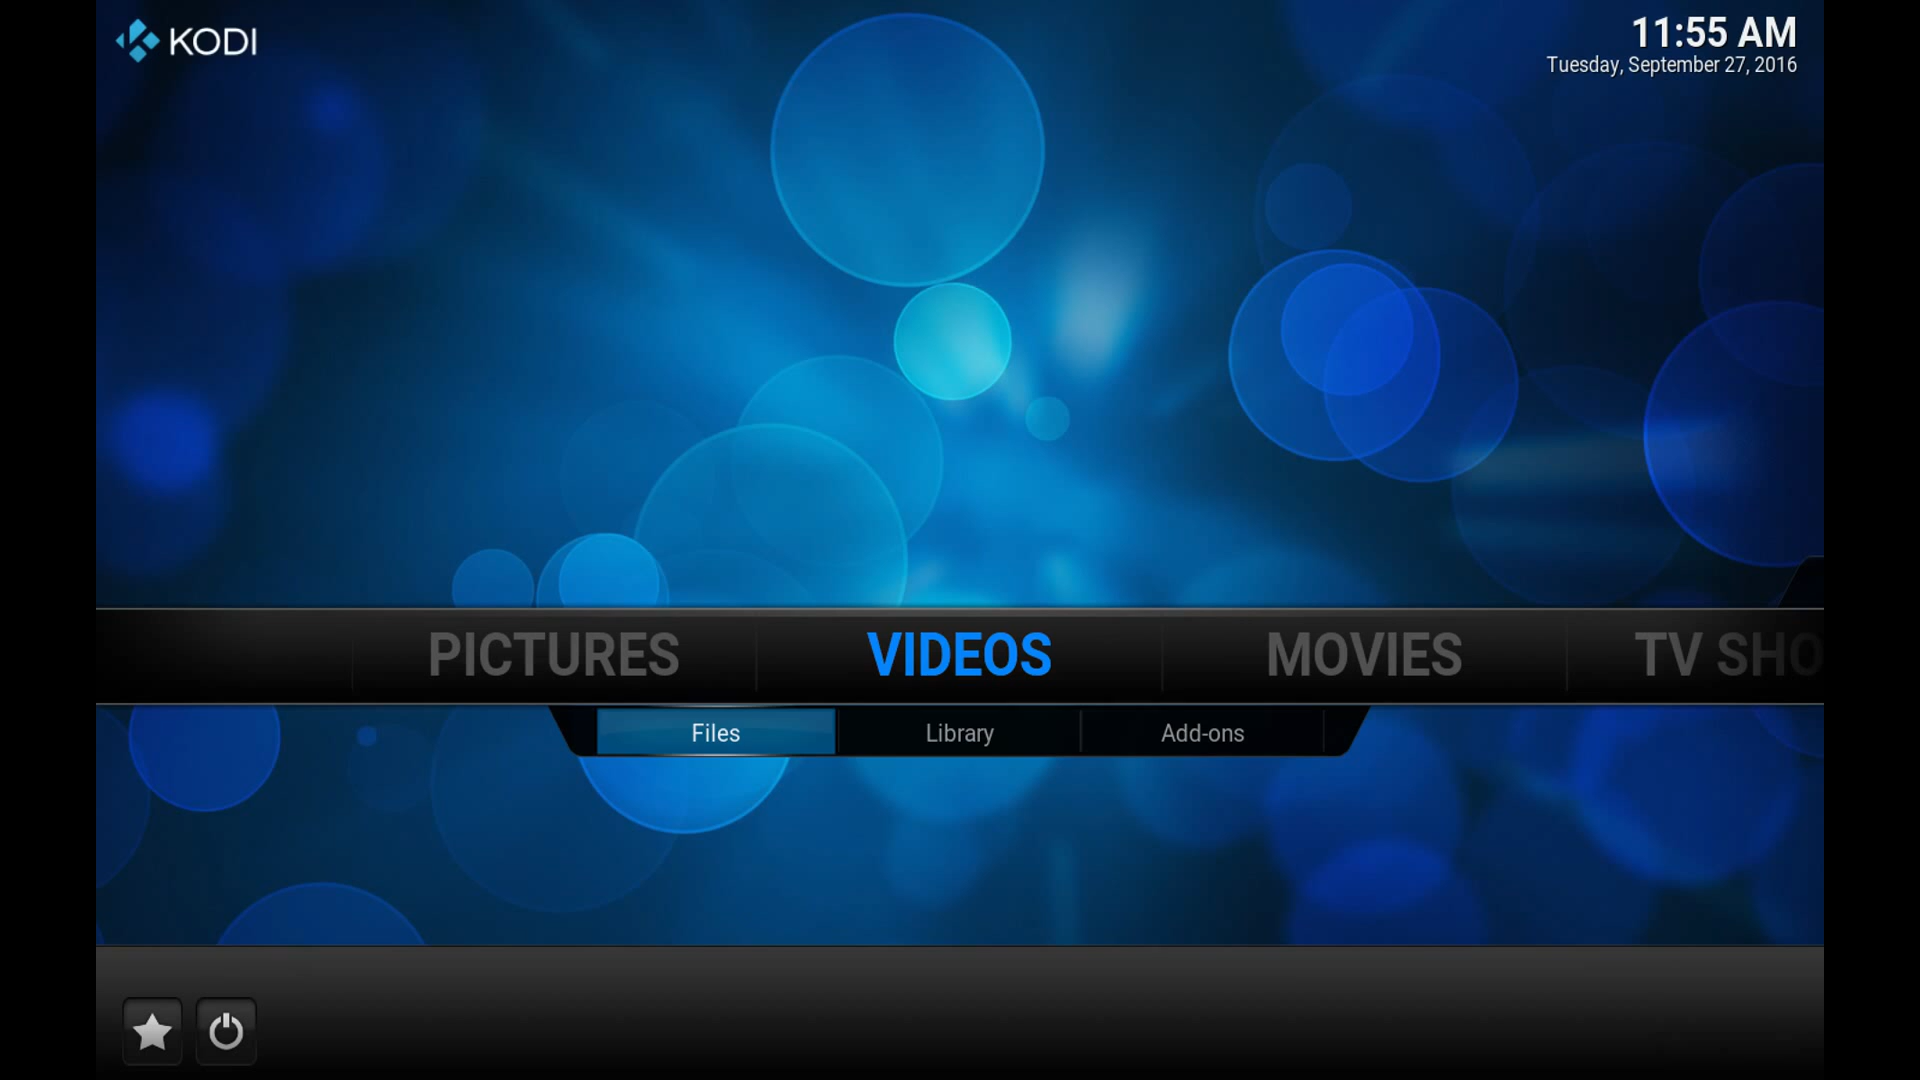 KODI
11:55 AM
Tuesday, September 27, 2016
PICTURES
VIDEOS
MOVIES
TV SHO
Files
Library
Add-ons